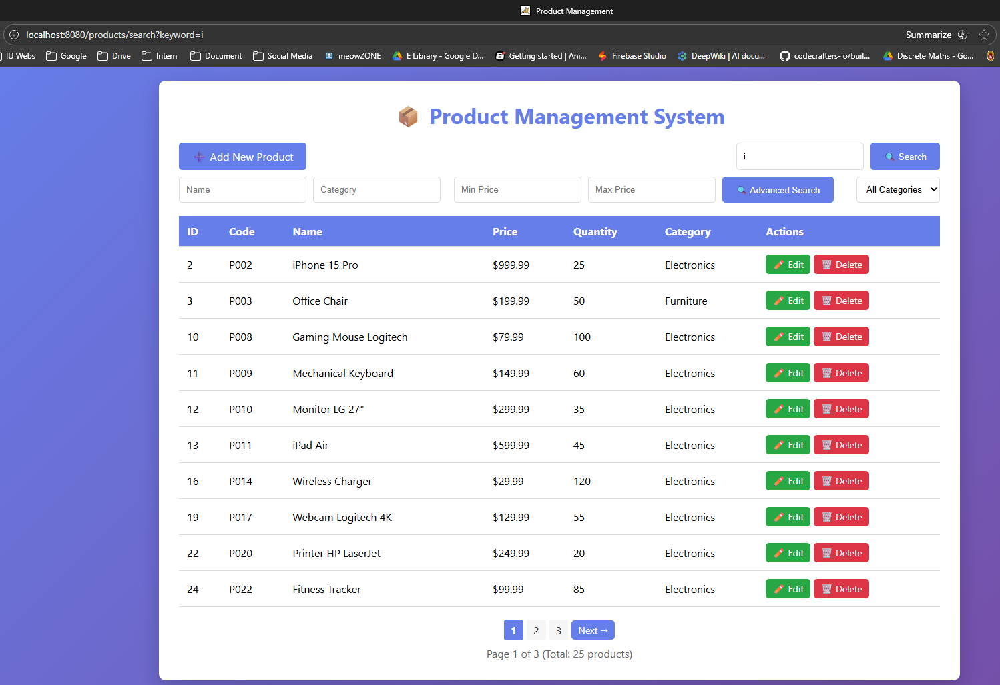 Product Management
localhost:8080/products/search?keyword=i
Summarize
IU Webs Google Drive Intern Document Social Media meowZONE E Library - Google D... Getting started | Ani... Firebase Studio DeepWiki | AI docu... codecrafters-io/buil... Discrete Maths - Go...
Product Management System
Add New Product i Search
Name Category Min Price Max Price Advanced Search All Categories
ID Code Name Price Quantity Category Actions
2 P002 iPhone 15 Pro $999.99 25 Electronics Edit Delete
3 P003 Office Chair $199.99 50 Furniture Edit Delete
10 P008 Gaming Mouse Logitech $79.99 100 Electronics Edit Delete
11 P009 Mechanical Keyboard $149.99 60 Electronics Edit Delete
12 P010 Monitor LG 27" $299.99 35 Electronics Edit Delete
13 P011 iPad Air $599.99 45 Electronics Edit Delete
16 P014 Wireless Charger $29.99 120 Electronics Edit Delete
19 P017 Webcam Logitech 4K $129.99 55 Electronics Edit Delete
22 P020 Printer HP LaserJet $249.99 20 Electronics Edit Delete
24 P022 Fitness Tracker $99.99 85 Electronics Edit Delete
1 2 3 Next →
Page 1 of 3 (Total: 25 products)